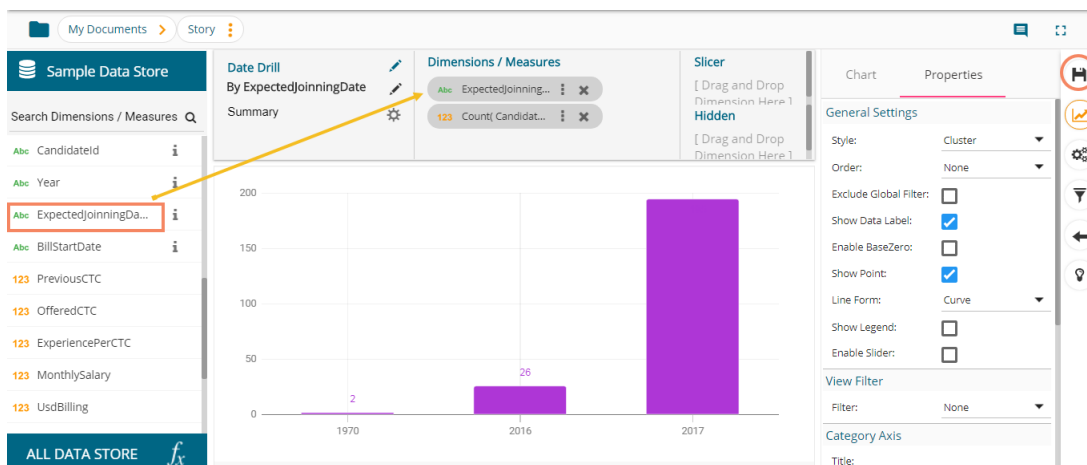 My Documents
Story
Sample Data Store
Search Dimensions / Measures
Abc CandidateId i
Abc Year i
Abc ExpectedJoinningDa... i
Abc BillStartDate i
123 PreviousCTC
123 OfferedCTC
123 ExperiencePerCTC
123 MonthlySalary
123 UsdBilling
ALL DATA STORE fx
Date Drill
By ExpectedJoinningDate
Summary
Dimensions / Measures
Abc ExpectedJoinning...
123 Count( Candidat...
Slicer
[ Drag and Drop
Dimension Here ]
Hidden
[ Drag and Drop
Dimension Here ]
200
150
100
50
0
2
26
1970
2016
2017
Chart
Properties
General Settings
Style: Cluster
Order: None
Exclude Global Filter:
Show Data Label:
Enable BaseZero:
Show Point:
Line Form: Curve
Show Legend:
Enable Slider:
View Filter
Filter: None
Category Axis
Title: